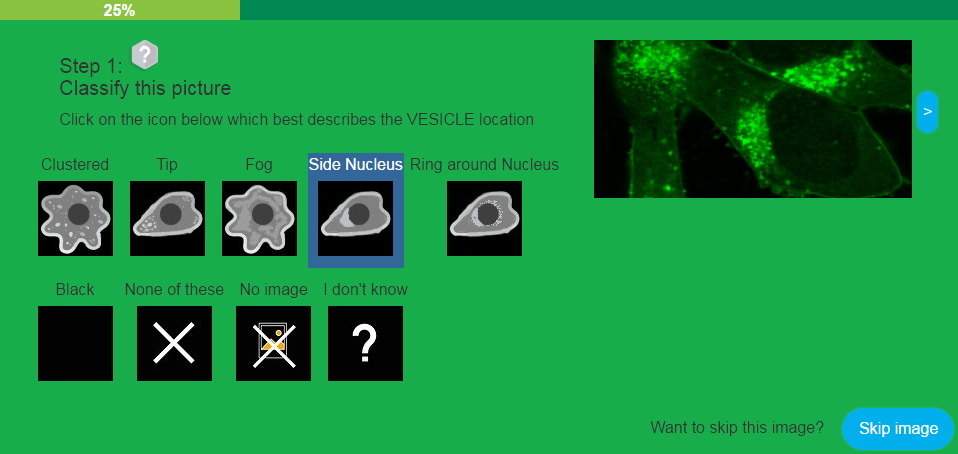 25%
?
Step 1:
Classify this picture
Click on the icon below which best describes the VESICLE location
Clustered Tip Fog Side Nucleus Ring around Nucleus
Black None of these No image I don't know
?
>
Want to skip this image? Skip image